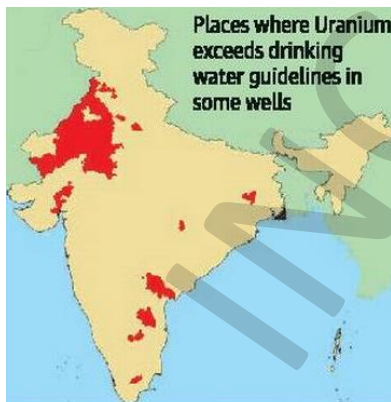 Places where Uranium
exceeds drinking
water guidelines in
some wells